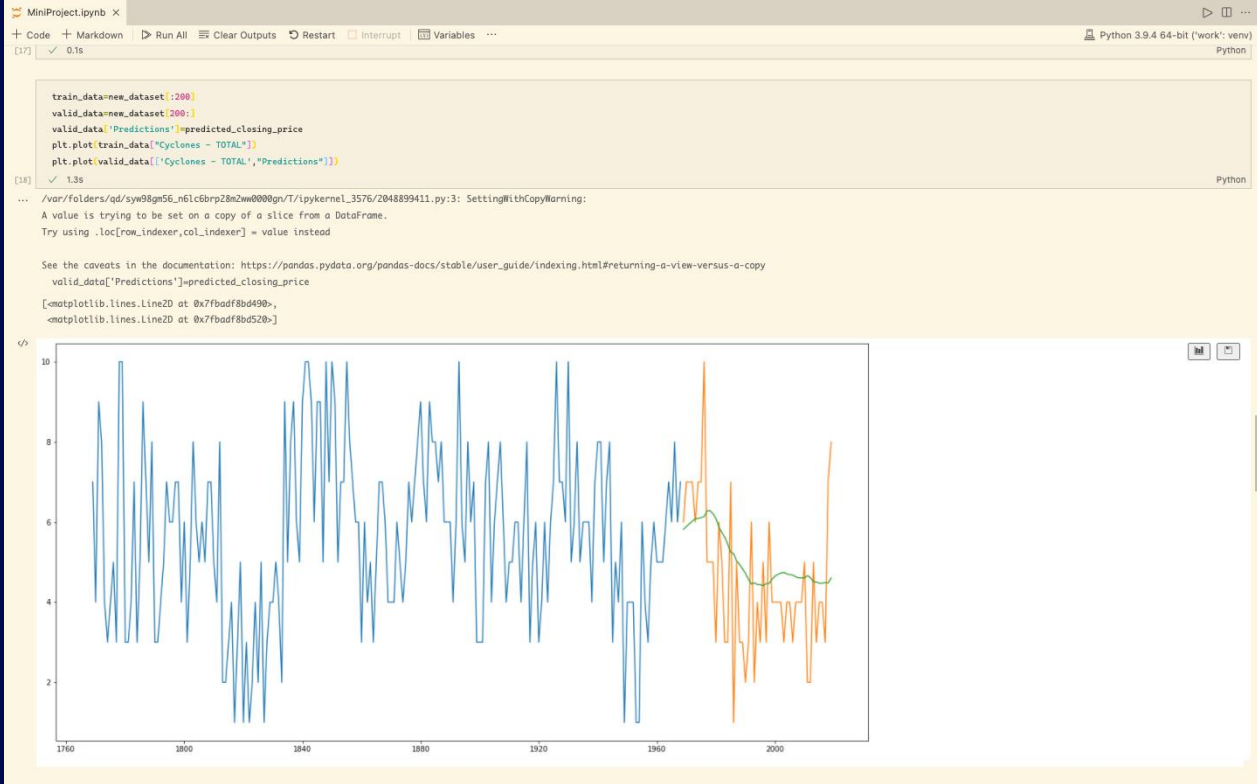 MiniProject.ipynb ×
+ Code + Markdown Run All Clear Outputs Restart Interrupt Variables ... Python 3.9.4 64-bit ('work': venv)
[17] ✓ 0.1s Python
train_data=new_dataset[:200]
valid_data=new_dataset[200:]
valid_data['Predictions']=predicted_closing_price
plt.plot(train_data["Cyclones - TOTAL"])
plt.plot(valid_data[['Cyclones - TOTAL',"Predictions"]])
[18] ✓ 1.3s Python
... /var/folders/qd/syw98gm56_n6lc6brp28m2ww0000gn/T/ipykernel_3576/2048899411.py:3: SettingWithCopyWarning:
A value is trying to be set on a copy of a slice from a DataFrame.
Try using .loc[row_indexer,col_indexer] = value instead
See the caveats in the documentation: https://pandas.pydata.org/pandas-docs/stable/user_guide/indexing.html#returning-a-view-versus-a-copy
valid_data['Predictions']=predicted_closing_price
[<matplotlib.lines.Line2D at 0x7fbadf8bd490>,
<matplotlib.lines.Line2D at 0x7fbadf8bd520>]
</>
10
8
6
4
2
1760 1800 1840 1880 1920 1960 2000